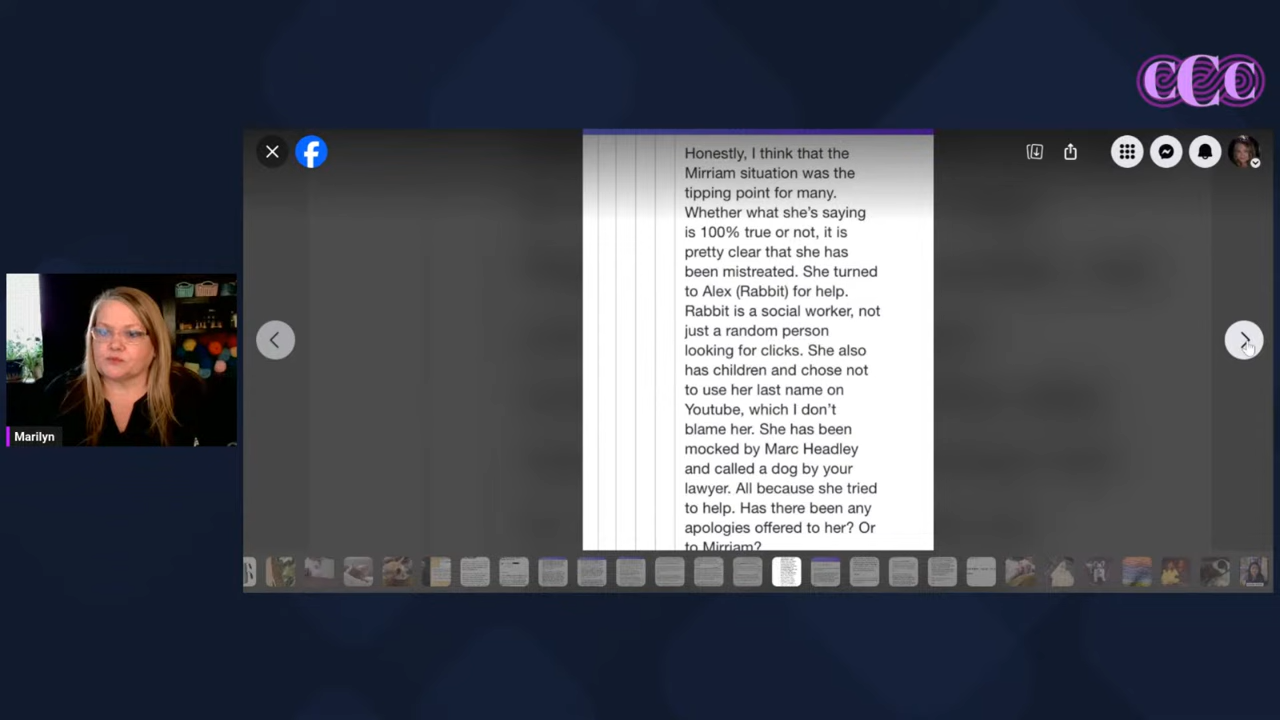 CCC
Honestly, I think that the
Mirriam situation was the
tipping point for many.
Whether what she's saying
is 100% true or not, it is
pretty clear that she has
been mistreated. She turned
to Alex (Rabbit) for help.
Rabbit is a social worker, not
just a random person
looking for clicks. She also
has children and chose not
to use her last name on
Youtube, which I don't
blame her. She has been
mocked by Marc Headley
and called a dog by your
lawyer. All because she tried
to help. Has there been any
apologies offered to her? Or
to Mirriam?
Marilyn